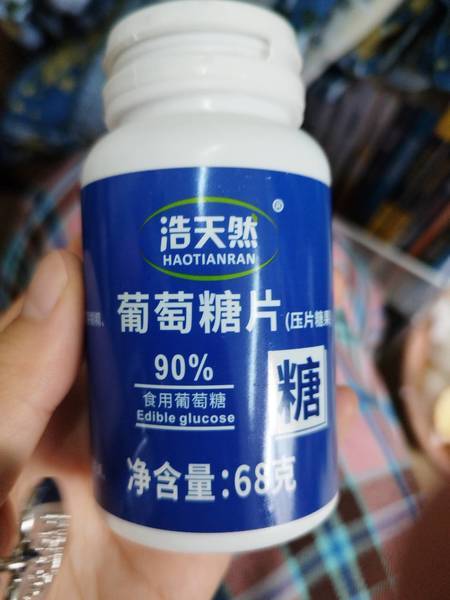 浩天然®
HAOTIANRAN
葡萄糖片(压片糖果
90%
食用葡萄糖
Edible glucose
糖
净含量:68克